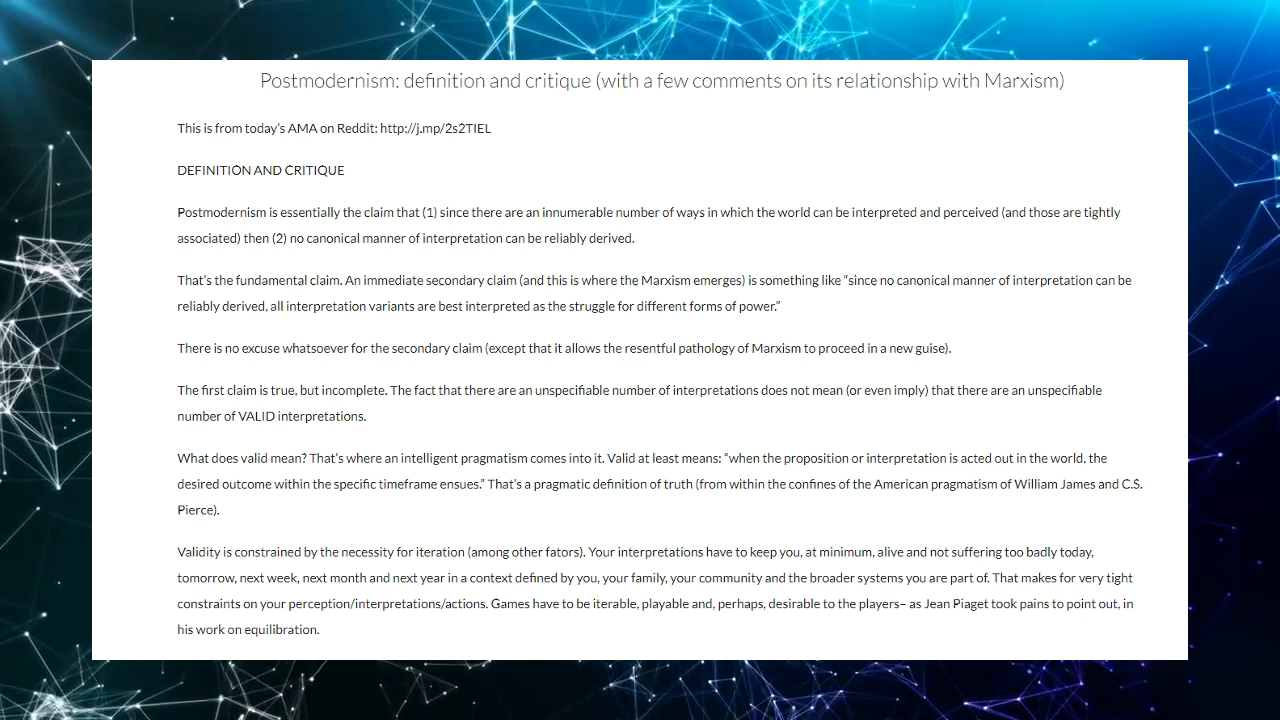 Postmodernism: definition and critique (with a few comments on its relationship with Marxism)
This is from today's AMA on Reddit: http://j.mp/2s2TIEL
DEFINITION AND CRITIQUE
Postmodernism is essentially the claim that (1) since there are an innumerable number of ways in which the world can be interpreted and perceived (and those are tightly
associated) then (2) no canonical manner of interpretation can be reliably derived.
That's the fundamental claim. An immediate secondary claim (and this is where the Marxism emerges) is something like “since no canonical manner of interpretation can be
reliably derived, all interpretation variants are best interpreted as the struggle for different forms of power.”
There is no excuse whatsoever for the secondary claim (except that it allows the resentful pathology of Marxism to proceed in a new guise).
The first claim is true, but incomplete. The fact that there are an unspecifiable number of interpretations does not mean (or even imply) that there are an unspecifiable
number of VALID interpretations.
What does valid mean? That's where an intelligent pragmatism comes into it. Valid at least means: “when the proposition or interpretation is acted out in the world, the
desired outcome within the specific timeframe ensues.” That's a pragmatic definition of truth (from within the confines of the American pragmatism of William James and C.S.
Pierce).
Validity is constrained by the necessity for iteration (among other fators). Your interpretations have to keep you, at minimum, alive and not suffering too badly today,
tomorrow, next week, next month and next year in a context defined by you, your family, your community and the broader systems you are part of. That makes for very tight
constraints on your perception/interpretations/actions. Games have to be iterable, playable and, perhaps, desirable to the players– as Jean Piaget took pains to point out, in
his work on equilibration.